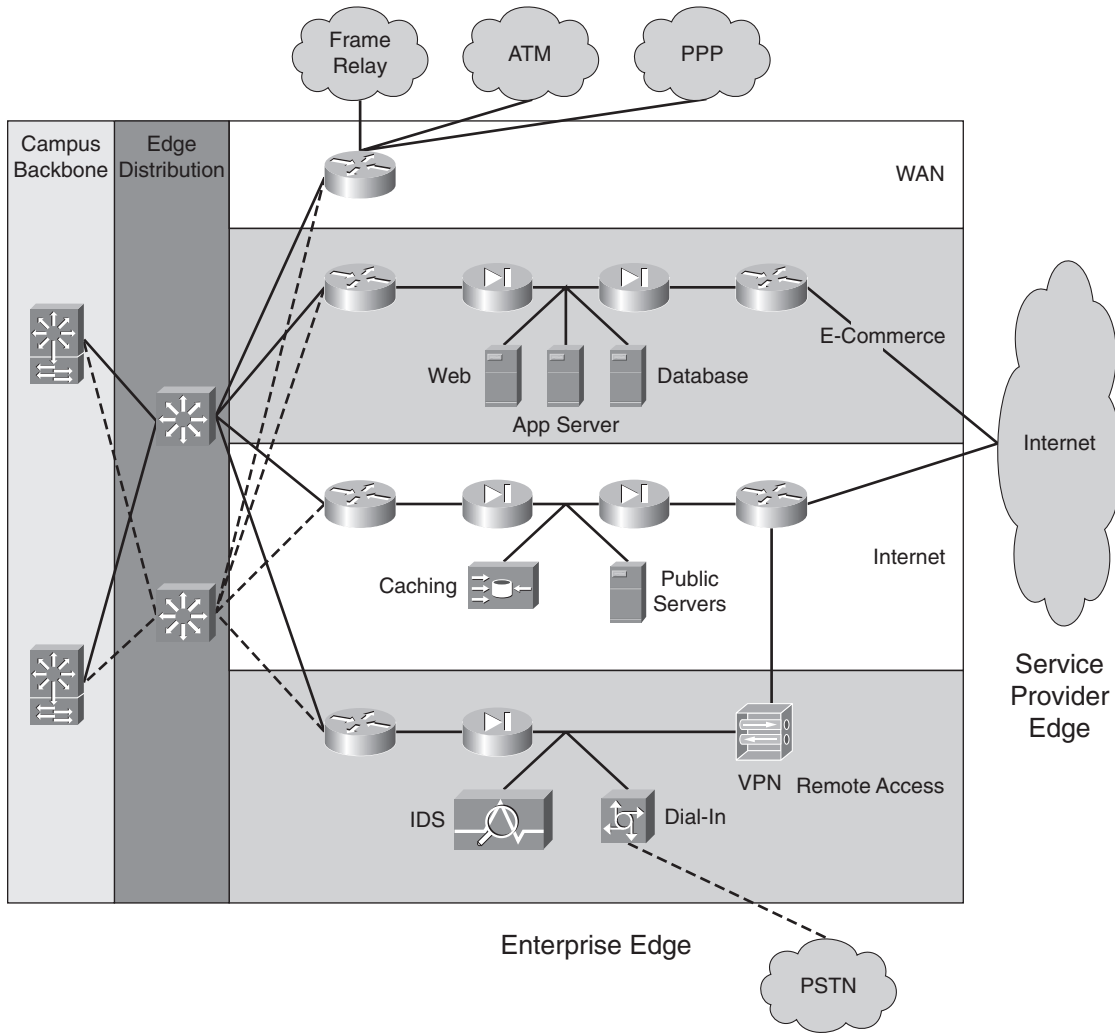 Frame
Relay
ATM
PPP
Campus
Backbone
Edge
Distribution
WAN
E-Commerce
Web
Database
App Server
Internet
Internet
Caching
Public
Servers
Service
Provider
Edge
VPN
Remote Access
IDS
Dial-In
Enterprise Edge
PSTN